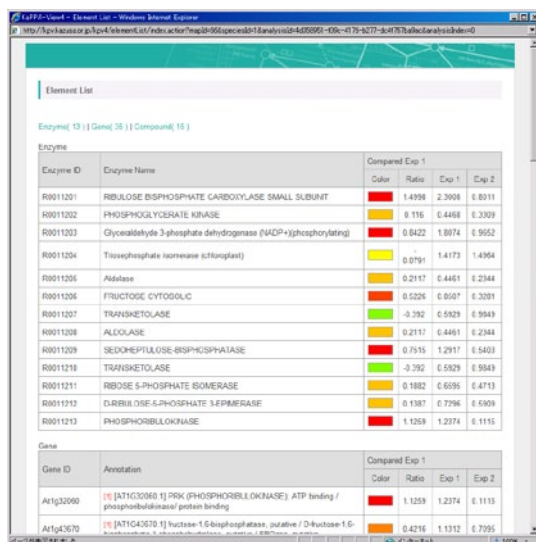 KaPPA-View4 - Element List - Windows Internet Explorer
Element List
Enzyme( 13 ) | Gene( 35 ) | Compound( 15 )
Enzyme
Enzyme ID Enzyme Name Compared Exp 1
Color Ratio Exp 1 Exp 2
R0011201 RIBULOSE BISPHOSPHATE CARBOXYLASE SMALL SUBUNIT 1.4998 2.3008 0.8011
R0011202 PHOSPHOGLYCERATE KINASE 0.116 0.4468 0.3309
R0011203 Glyceraldehyde 3-phosphate dehydrogenase (NADP+)(phosphorylating) 0.8422 1.8074 0.9652
R0011204 Triosephosphate isomerase (chloroplast) -0.0791 1.4173 1.4964
R0011205 Aldolase 0.2117 0.4461 0.2344
R0011206 FRUCTOSE CYTOSOLIC 0.5226 0.3281
R0011207 TRANSKETOLASE -0.392 0.5929 0.9849
R0011208 ALDOLASE 0.2117 0.4461 0.2344
R0011209 SEDOHEPTULOSE-BISPHOSPHATASE 0.7515 1.2917 0.5403
R0011210 TRANSKETOLASE -0.392 0.5929 0.9849
R0011211 RIBOSE 5-PHOSPHATE ISOMERASE 0.1882 0.6595 0.4713
R0011212 D-RIBULOSE-5-PHOSPHATE 3-EPIMERASE 0.1387 0.7296 0.5909
R0011213 PHOSPHORIBULOKINASE 1.1259 1.2374 0.1115
Gene
Gene ID Annotation Compared Exp 1
Color Ratio Exp 1 Exp 2
At1g32060 [1] [AT1G32060.1] PRK (PHOSPHORIBULOKINASE); ATP binding /
phosphoribulokinase/ protein binding 1.1259 1.2374 0.1115
At1g43670 [1] [AT1G43670.1] fructose-1,6-bisphosphatase, putative / D-fructose-1,6- 0.4216 1.1312 0.7095